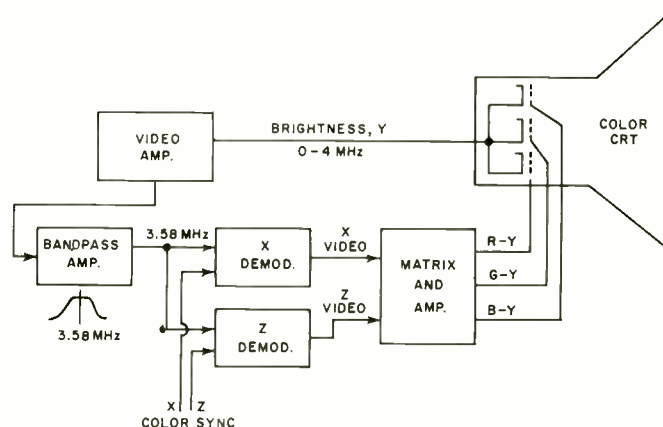 VIDEO
AMP.
BRIGHTNESS, Y
0-4 MHz
COLOR
CRT
BANDPASS
AMP.
3.58 MHz
3.58 MHz
X
DEMOD.
X
VIDEO
Z
DEMOD.
Z
VIDEO
MATRIX
AND
AMP.
R-Y
G-Y
B-Y
X Z
COLOR SYNC